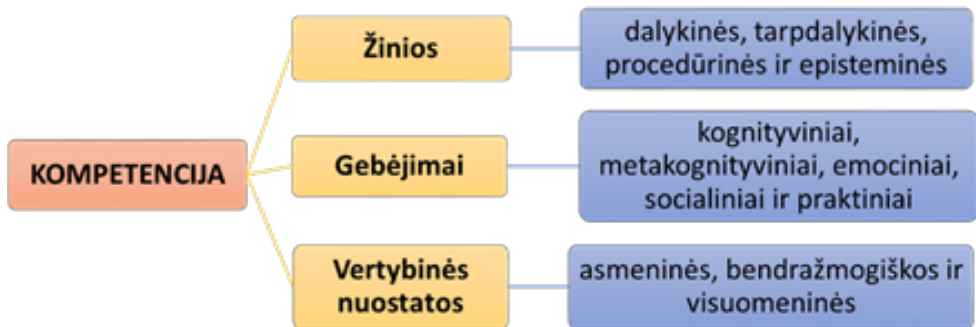 KOMPETENCIJA
Žinios
dalykinės, tarpdalykinės,
procedūrinės ir episteminės
Gebėjimai
kognityviniai,
metakognityviniai, emociniai,
socialiniai ir praktiniai
Vertybinės
nuostatos
asmeninės, bendražmogiškos ir
visuomeninės